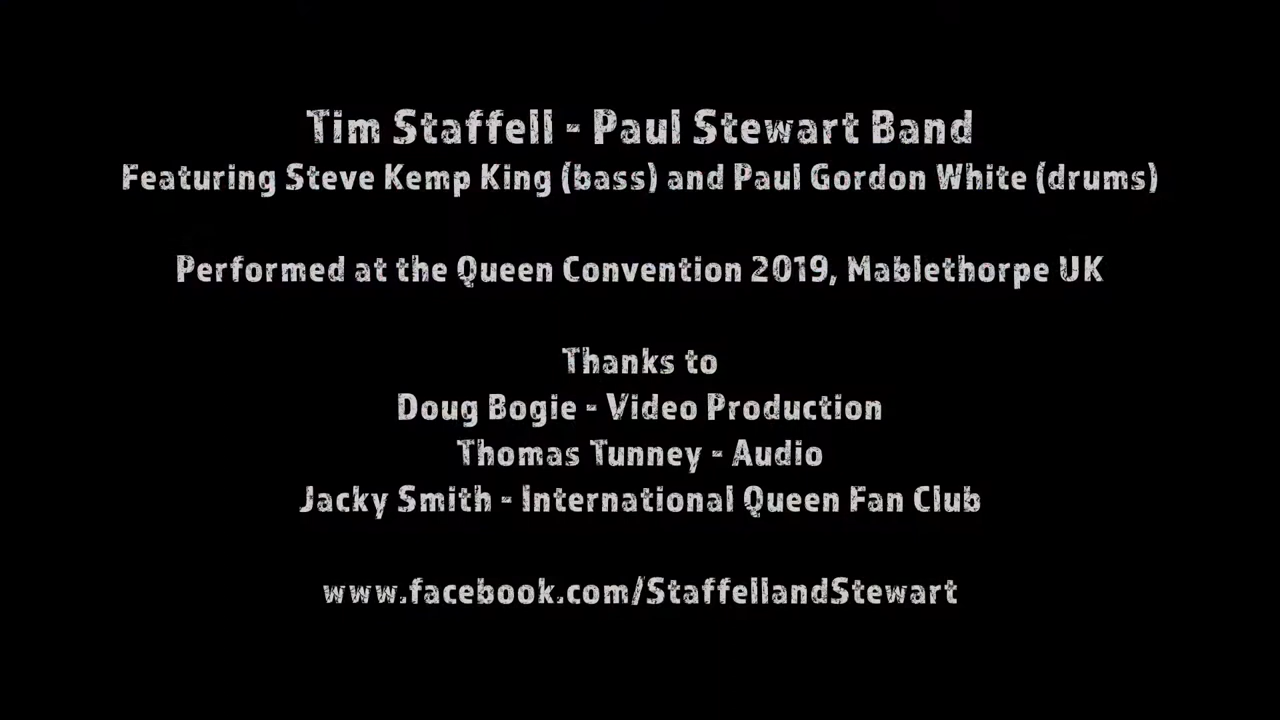 Tim Staffell - Paul Stewart Band
Featuring Steve Kemp King (bass) and Paul Gordon White (drums)
Performed at the Queen Convention 2019, Mablethorpe UK
Thanks to
Doug Bogie - Video Production
Thomas Tunney - Audio
Jacky Smith - International Queen Fan Club
www.facebook.com/StaffellandStewart